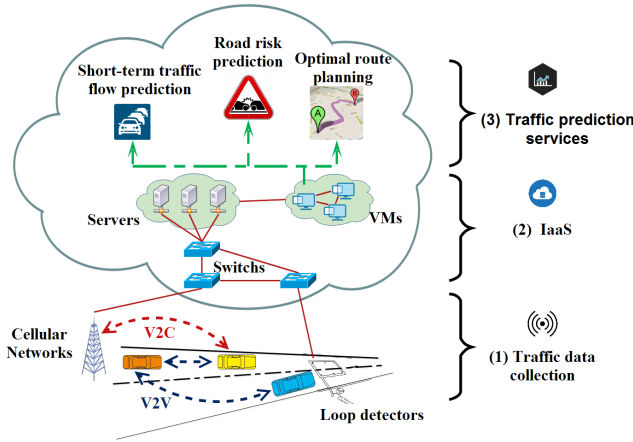 Road risk
prediction
Short-term traffic
flow prediction
Optimal route
planning
A
B
(3) Traffic prediction
services
Servers
VMs
(2) IaaS
Switchs
Cellular
Networks
V2C
V2V
Loop detectors
(1) Traffic data
collection